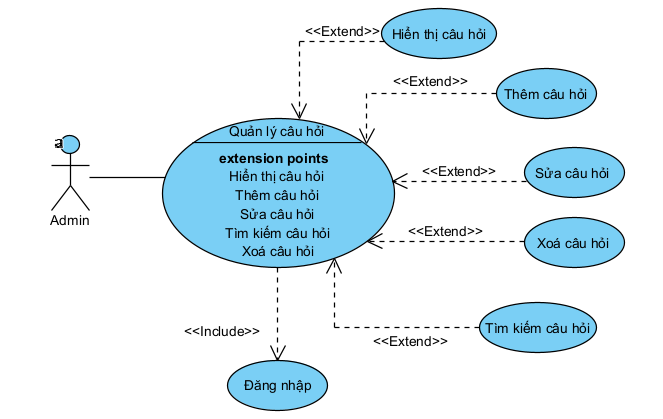 <<Extend>>
Hiển thị câu hỏi
<<Extend>>
Thêm câu hỏi
Quản lý câu hỏi
extension points
Hiển thị câu hỏi
Thêm câu hỏi
Sửa câu hỏi
Tìm kiếm câu hỏi
Xoá câu hỏi
a
Admin
<<Extend>>
Sửa câu hỏi
<<Extend>>
Xoá câu hỏi
<<Extend>>
Tìm kiếm câu hỏi
<<Include>>
Đăng nhập